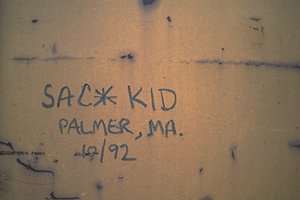 SAC* KID
PALMER, MA.
10/92